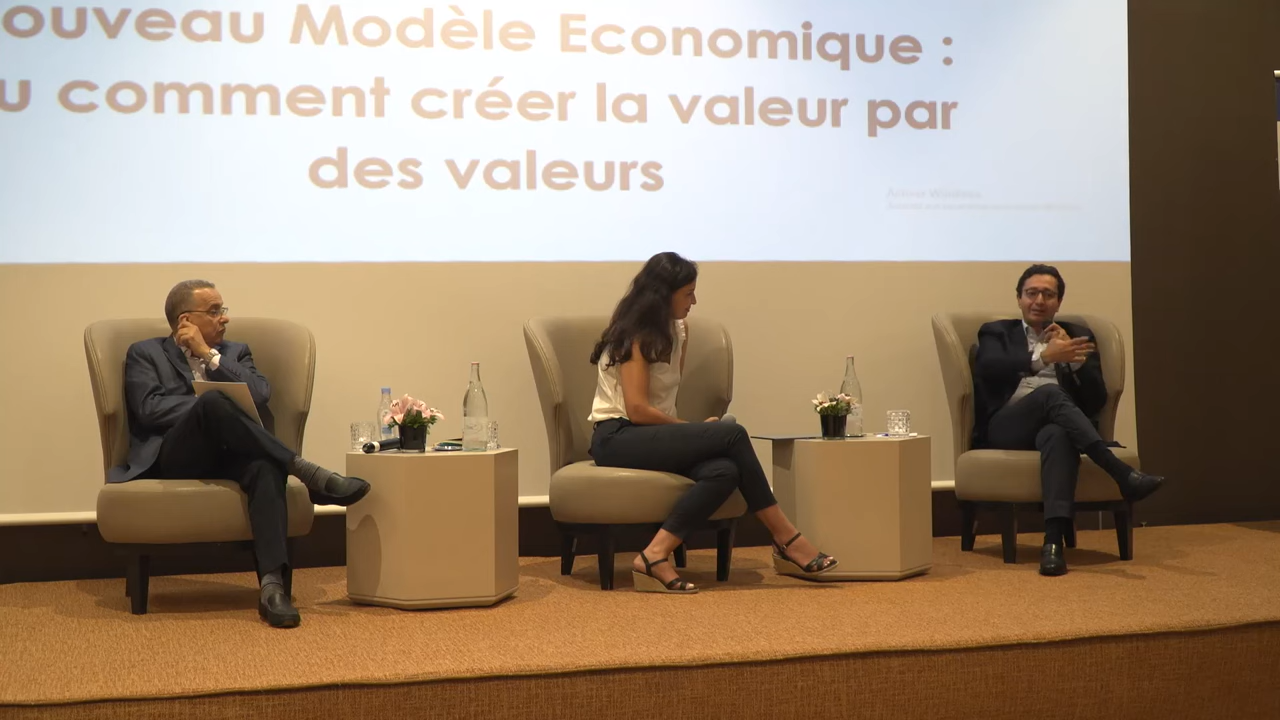 ouveau Modèle Economique :
u comment créer la valeur par
des valeurs